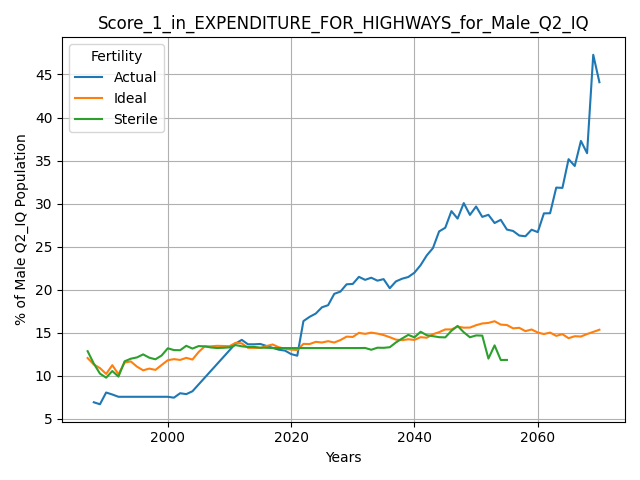 Score_1_in_EXPENDITURE_FOR_HIGHWAYS_for_Male_Q2_IQ
Fertility
Actual
Ideal
Sterile
% of Male Q2_IQ Population
45
40
35
30
25
20
15
10
5
2000
2020
2040
2060
Years